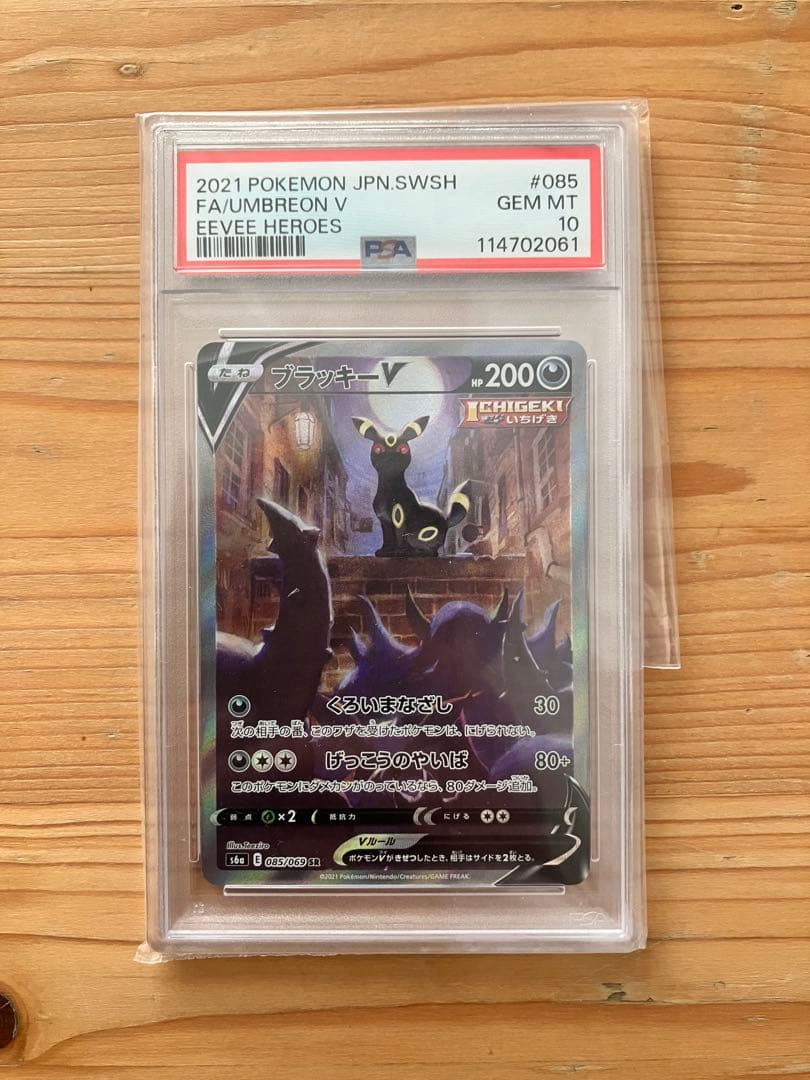 2021 POKEMON JPN.SWSH #085
FA/UMBREON V GEM MT
EEVEE HEROES 10
PSA 114702061
たね ブラッキーV HP 200
ICHIGEKI
いちげき
くろいまなざし 30
次の相手の番、このワザを受けたポケモンは、にげられない。
げっこうのやいば 80+
このポケモンにダメカンがのっているなら、80ダメージ追加。
弱点 ×2 抵抗力 にげる
Illus.Teeziro
Vルール
s6a E 085/069 SR ポケモンVがきぜつしたとき、相手はサイドを2枚とる。
©2021 Pokémon/Nintendo/Creatures/GAME FREAK.